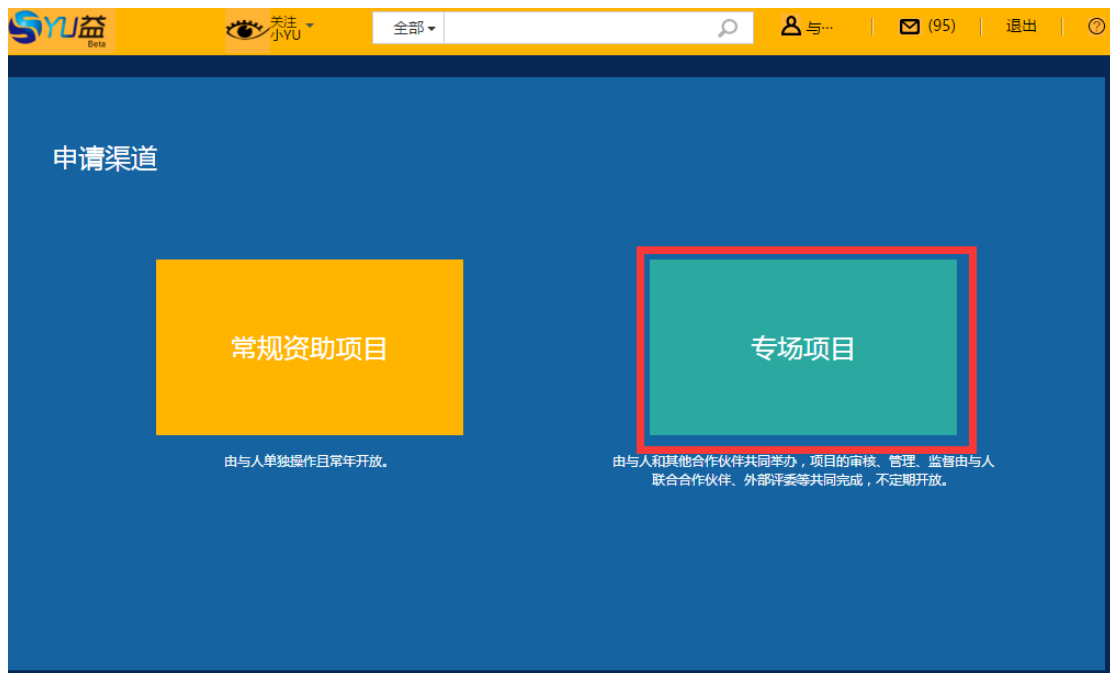 SYU益
Beta
关注
小YU
全部
与…
(95)
退出
申请渠道
常规资助项目
专场项目
由与人单独操作且常年开放。
由与人和其他合作伙伴共同举办，项目的审核、管理、监督由与人
联合合作伙伴、外部评委等共同完成，不定期开放。